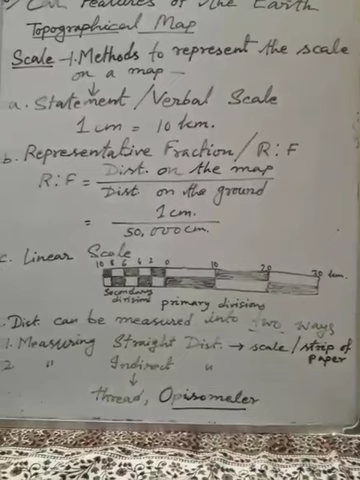 Features of the Earth
Topographical Map
Scale → 1. Methods to represent the scale
on a map —
a. Statement / Verbal Scale
1 cm = 10 km.
b. Representative Fraction / R:F
R:F = Dist. on the map
Dist. on the ground
= 1 cm.
50,000 cm.
c. Linear Scale
10 8 6 4 2 0 10 20 30 km.
Secondary
divisions primary divisions
Dist. can be measured into two ways
1. Measuring Straight Dist. → scale / strip of
paper
2 " Indirect "
thread, Opisometer